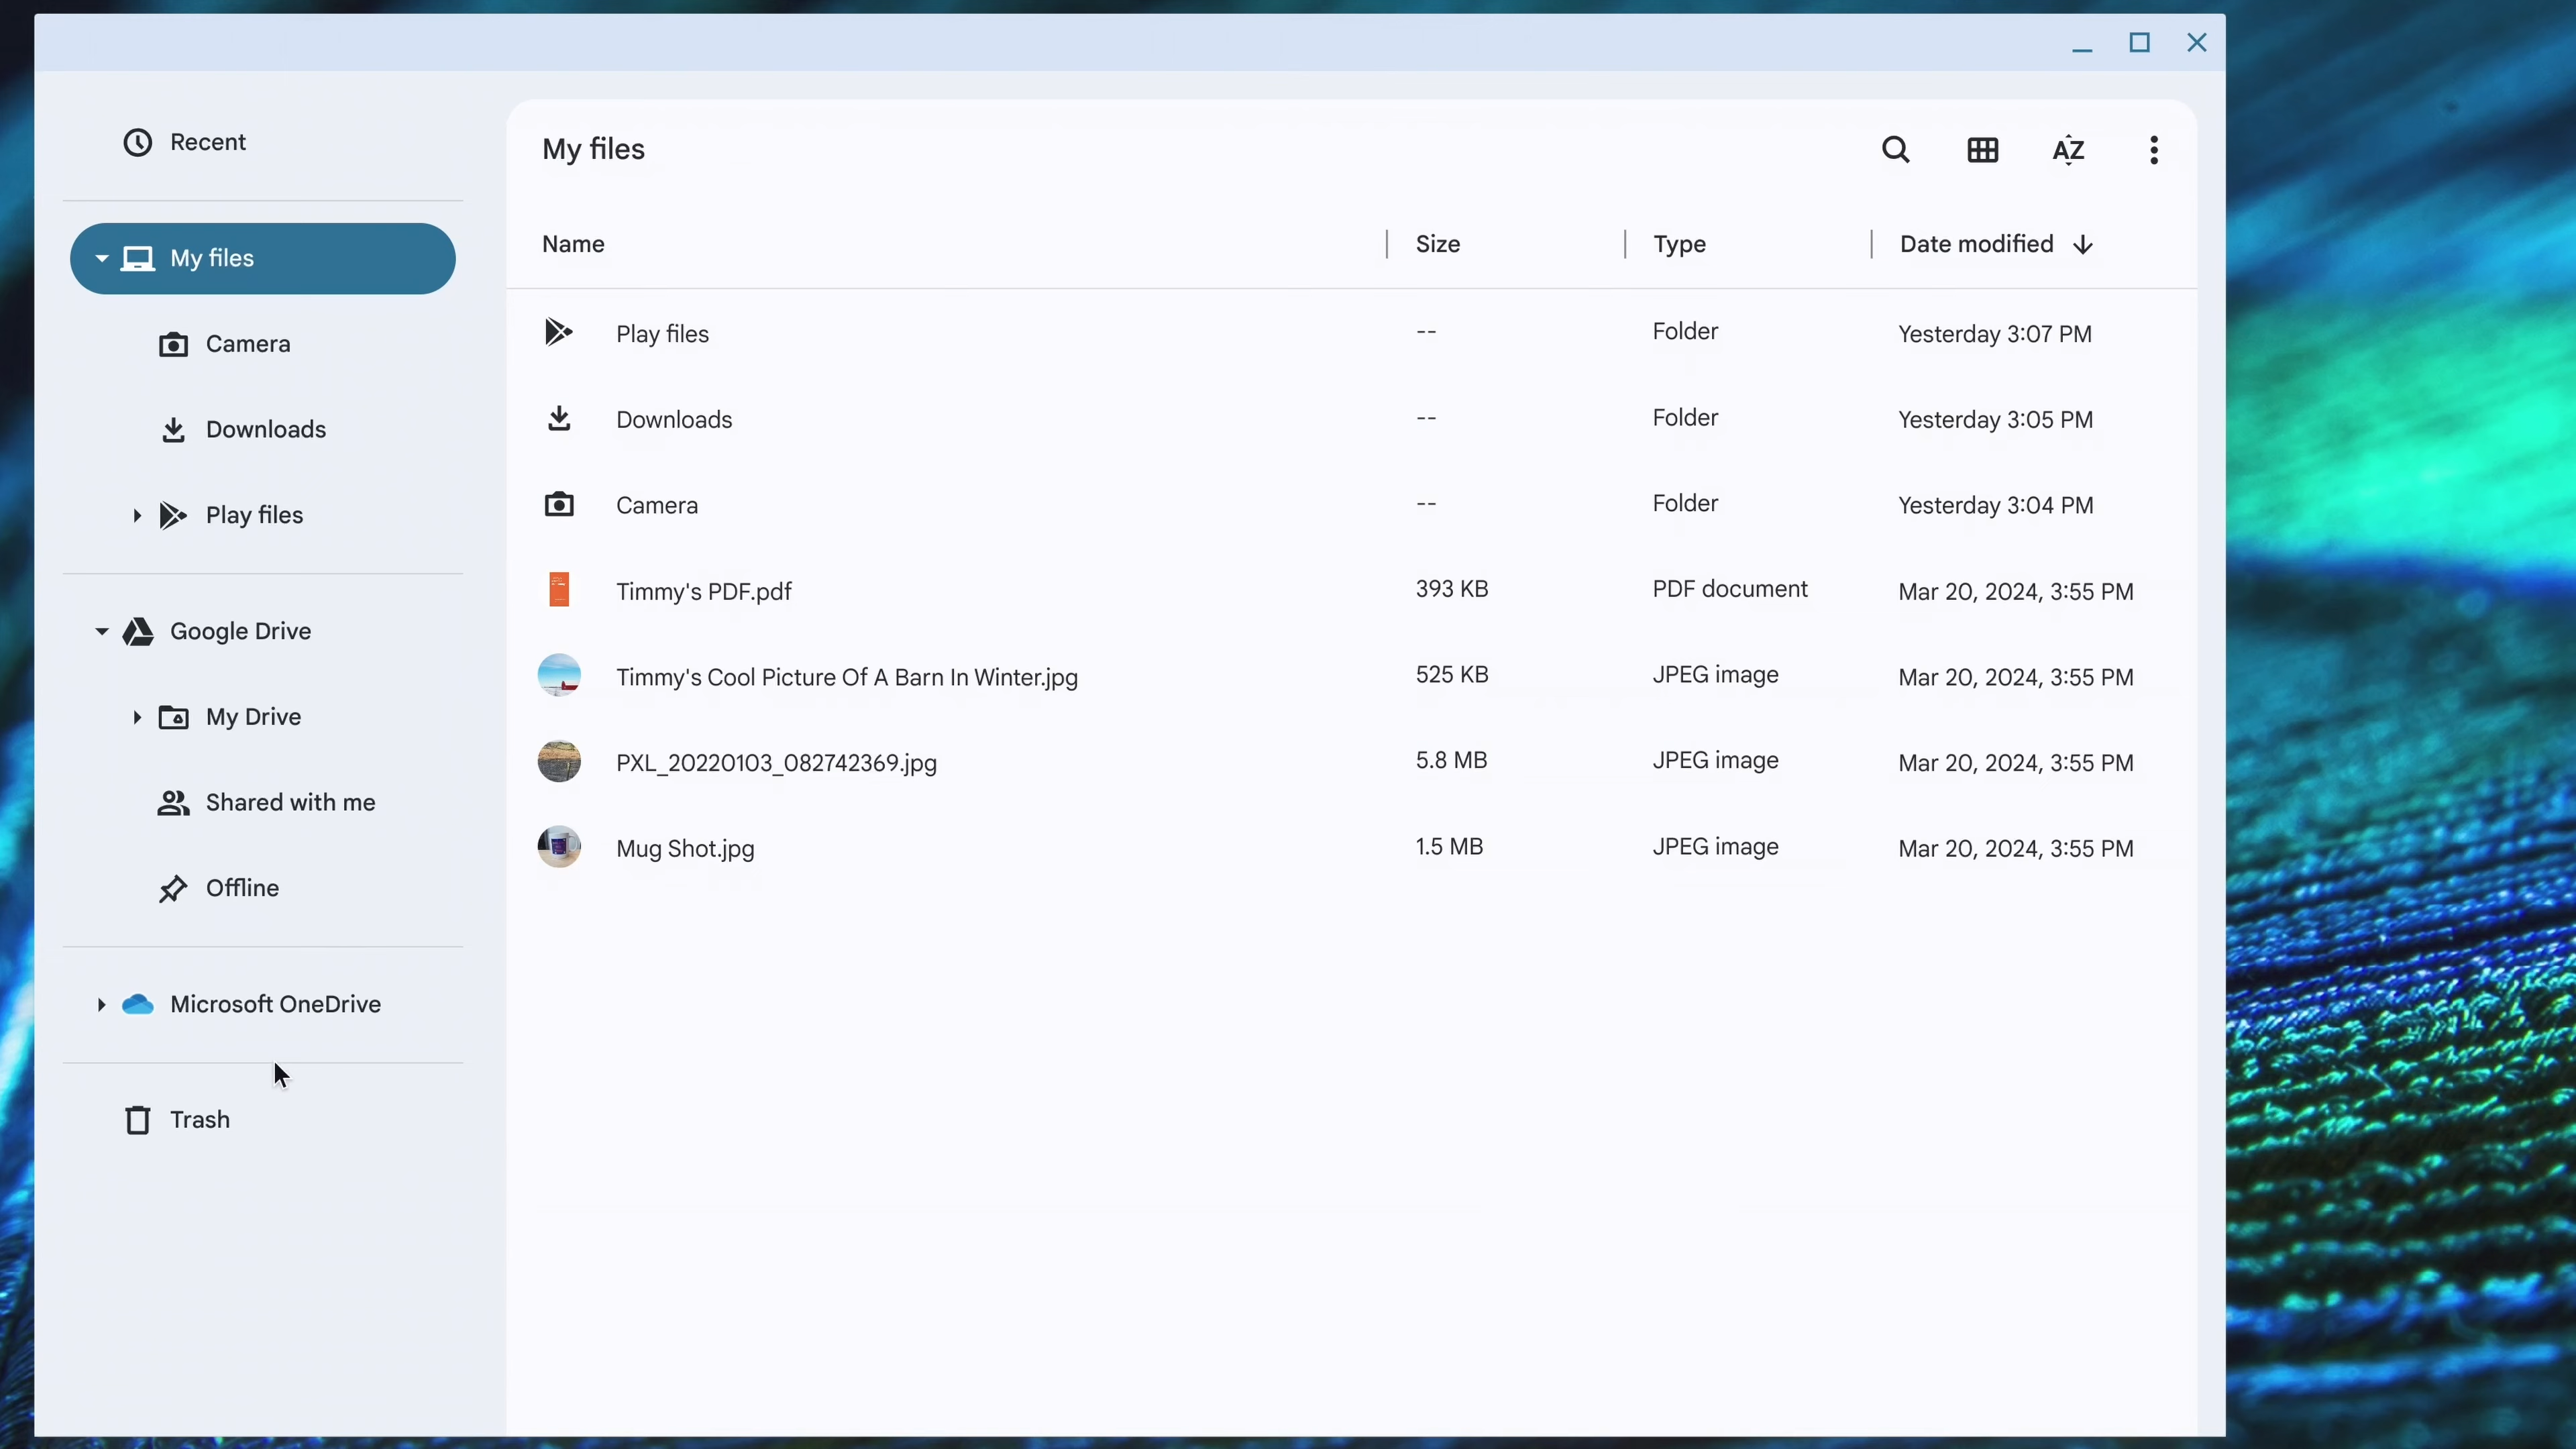 Recent
My files
Camera
Downloads
Play files
Google Drive
My Drive
Shared with me
Offline
Microsoft OneDrive
Trash
My files
AZ
Name Size Type Date modified
Play files -- Folder Yesterday 3:07 PM
Downloads -- Folder Yesterday 3:05 PM
Camera -- Folder Yesterday 3:04 PM
Timmy's PDF.pdf 393 KB PDF document Mar 20, 2024, 3:55 PM
Timmy's Cool Picture Of A Barn In Winter.jpg 525 KB JPEG image Mar 20, 2024, 3:55 PM
PXL_20220103_082742369.jpg 5.8 MB JPEG image Mar 20, 2024, 3:55 PM
Mug Shot.jpg 1.5 MB JPEG image Mar 20, 2024, 3:55 PM